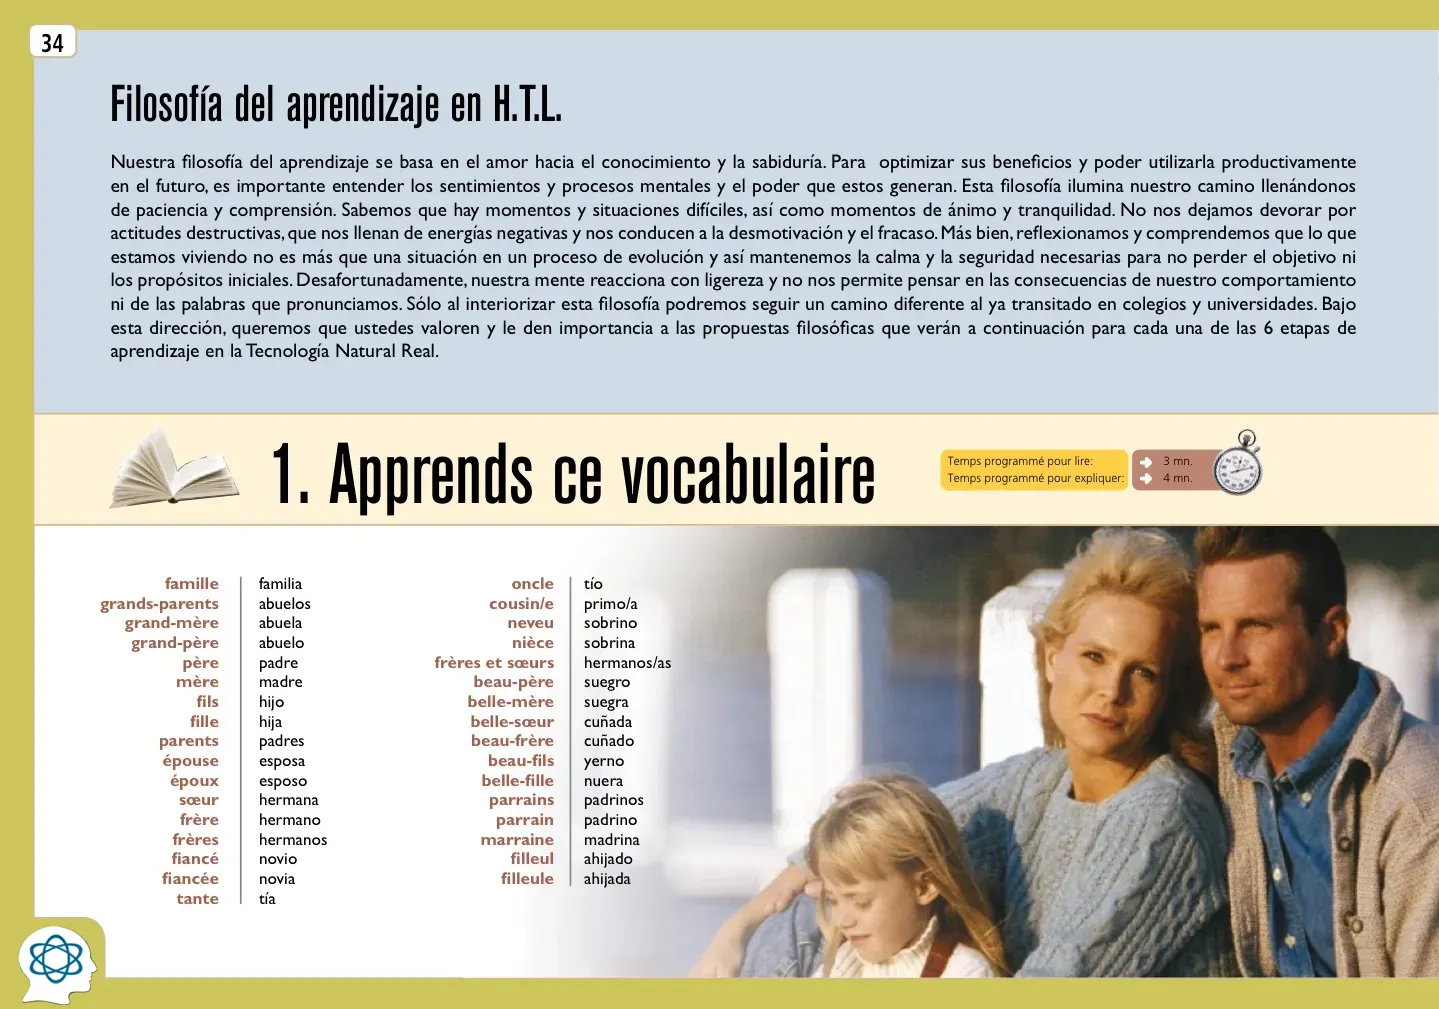 34
Filosofía del aprendizaje en H.T.L.
Nuestra filosofía del aprendizaje se basa en el amor hacia el conocimiento y la sabiduría. Para optimizar sus beneficios y poder utilizarla productivamente
en el futuro, es importante entender los sentimientos y procesos mentales y el poder que estos generan. Esta filosofía ilumina nuestro camino llenándonos
de paciencia y comprensión. Sabemos que hay momentos y situaciones difíciles, así como momentos de ánimo y tranquilidad. No nos dejamos devorar por
actitudes destructivas, que nos llenan de energías negativas y nos conducen a la desmotivación y el fracaso. Más bien, reflexionamos y comprendemos que lo que
estamos viviendo no es más que una situación en un proceso de evolución y así mantenemos la calma y la seguridad necesarias para no perder el objetivo ni
los propósitos iniciales. Desafortunadamente, nuestra mente reacciona con ligereza y no nos permite pensar en las consecuencias de nuestro comportamiento
ni de las palabras que pronunciamos. Sólo al interiorizar esta filosofía podremos seguir un camino diferente al ya transitado en colegios y universidades. Bajo
esta dirección, queremos que ustedes valoren y le den importancia a las propuestas filosóficas que verán a continuación para cada una de las 6 etapas de
aprendizaje en la Tecnología Natural Real.
1. Apprends ce vocabulaire
Temps programmé pour lire: 3 mn.
Temps programmé pour expliquer: 4 mn.
famille familia
grands-parents abuelos
grand-mère abuela
grand-père abuelo
père padre
mère madre
fils hijo
fille hija
parents padres
épouse esposa
époux esposo
sœur hermana
frère hermano
frères hermanos
fiancé novio
fiancée novia
tante tía
oncle tío
cousin/e primo/a
neveu sobrino
nièce sobrina
frères et sœurs hermanos/as
beau-père suegro
belle-mère suegra
belle-sœur cuñada
beau-frère cuñado
beau-fils yerno
belle-fille nuera
parrains padrinos
parrain padrino
marraine madrina
filleul ahijado
filleule ahijada